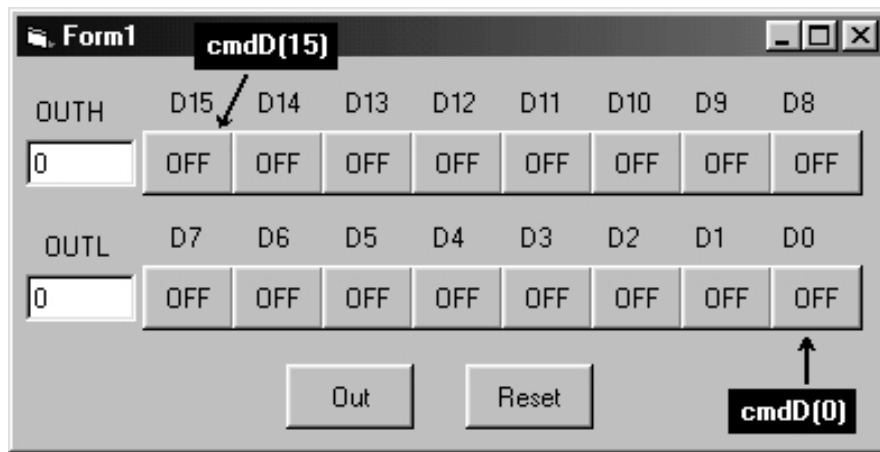 Form1
cmdD(15)
OUTH D15 D14 D13 D12 D11 D10 D9 D8
0 OFF OFF OFF OFF OFF OFF OFF OFF
OUTL D7 D6 D5 D4 D3 D2 D1 D0
0 OFF OFF OFF OFF OFF OFF OFF OFF
Out Reset
cmdD(0)